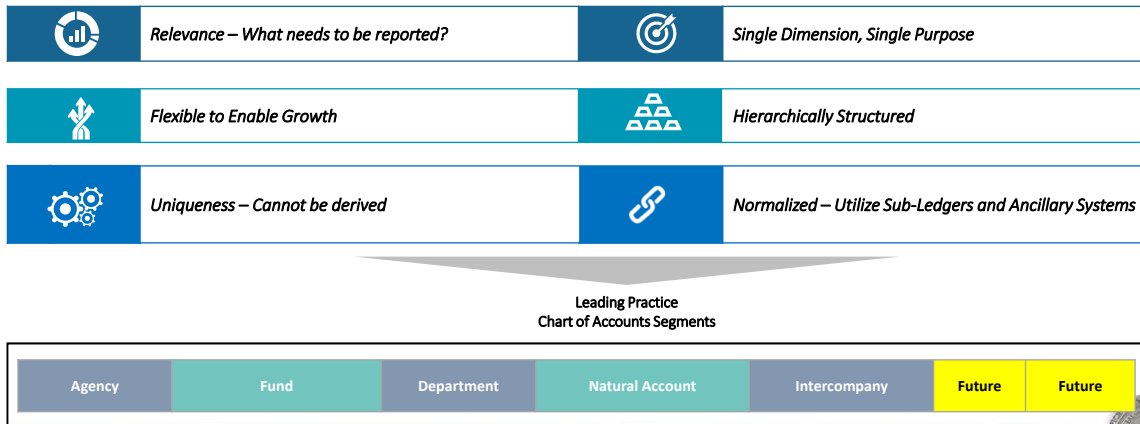 Relevance – What needs to be reported?
Single Dimension, Single Purpose
Flexible to Enable Growth
Hierarchically Structured
Uniqueness – Cannot be derived
Normalized – Utilize Sub-Ledgers and Ancillary Systems
Leading Practice
Chart of Accounts Segments
Agency Fund Department Natural Account Intercompany Future Future